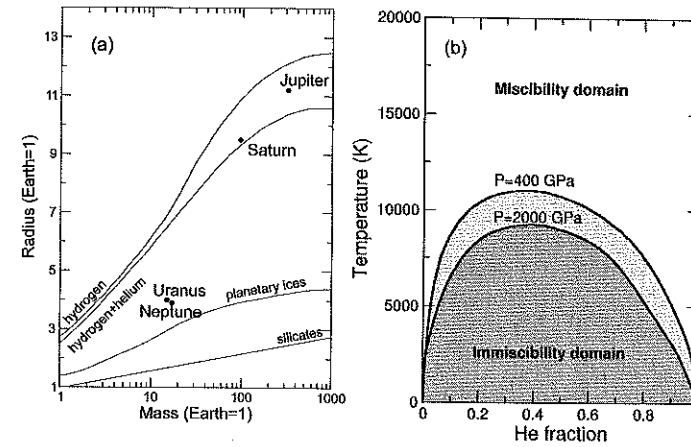 (a)
13
11
9
7
5
3
1
Radius (Earth=1)
Jupiter
Saturn
Uranus
Neptune
hydrogen
hydrogen+helium
planatary ices
silicates
1
10
100
1000
Mass (Earth=1)
(b)
20000
15000
10000
5000
0
Temperature (K)
Miscibility domain
P=400 GPa
P=2000 GPa
Immiscibility domain
0
0.2
0.4
0.6
0.8
He fraction